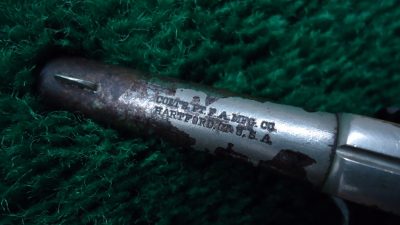 COLT'S PT. F. A. MFG. CO.
HARTFORD, CT. U. S. A.